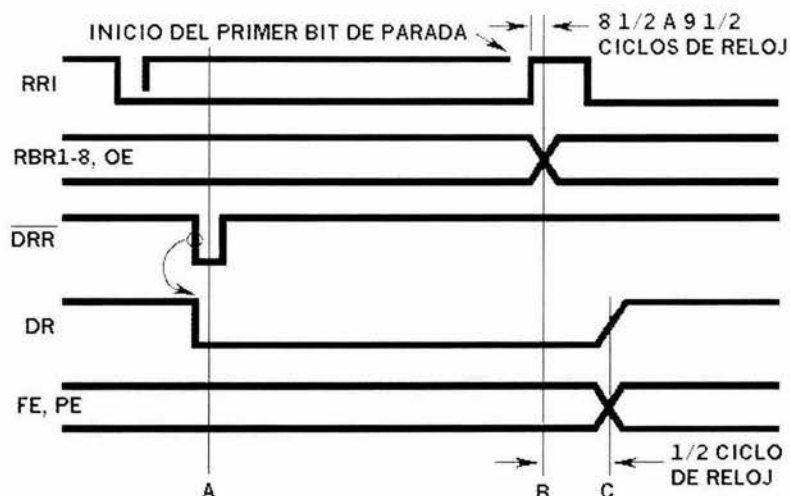 INICIO DEL PRIMER BIT DE PARADA
8 1/2 A 9 1/2
CICLOS DE RELOJ
RRI
RBR1-8, OE
DRR
DR
FE, PE
1/2 CICLO
DE RELOJ
A
B
C